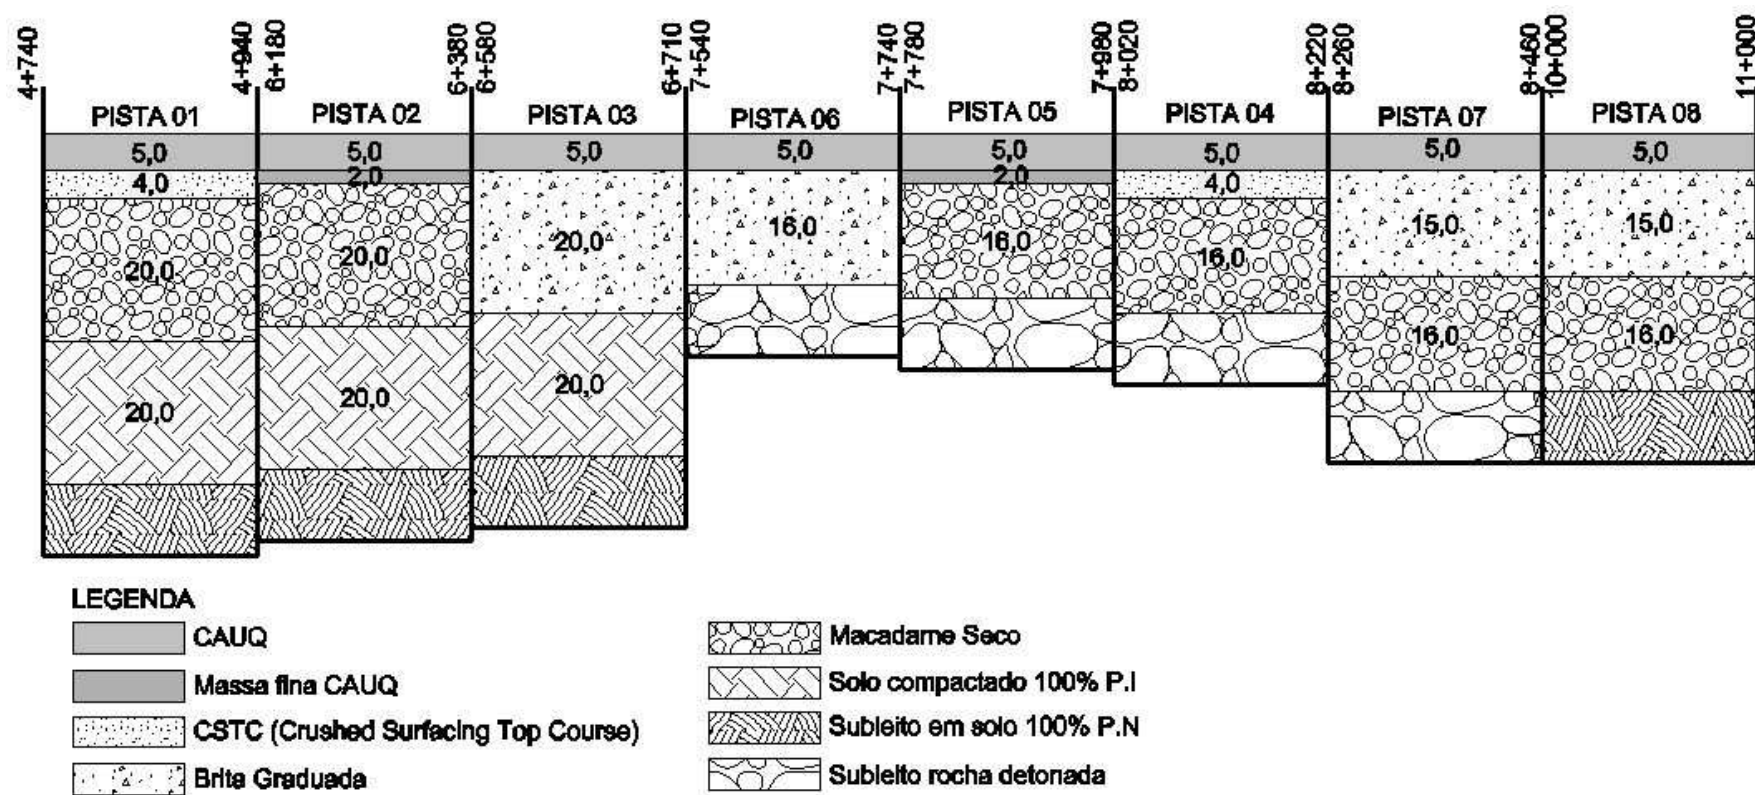 4+740 4+940 6+180 6+380 6+580 6+710 7+540 7+740 7+780 7+980 8+020 8+220 8+260 8+460 10+000 11+000
PISTA 01 PISTA 02 PISTA 03 PISTA 06 PISTA 05 PISTA 04 PISTA 07 PISTA 08
5,0 5,0 5,0 5,0 5,0 5,0 5,0 5,0
4,0 2,0 2,0 4,0
20,0 20,0 20,0 16,0 16,0 16,0 15,0 15,0
20,0 20,0 20,0 16,0 16,0
LEGENDA
CAUQ
Massa fina CAUQ
CSTC (Crushed Surfacing Top Course)
Brita Graduada
Macadame Seco
Solo compactado 100% P.I
Subleito em solo 100% P.N
Subleito rocha detonada